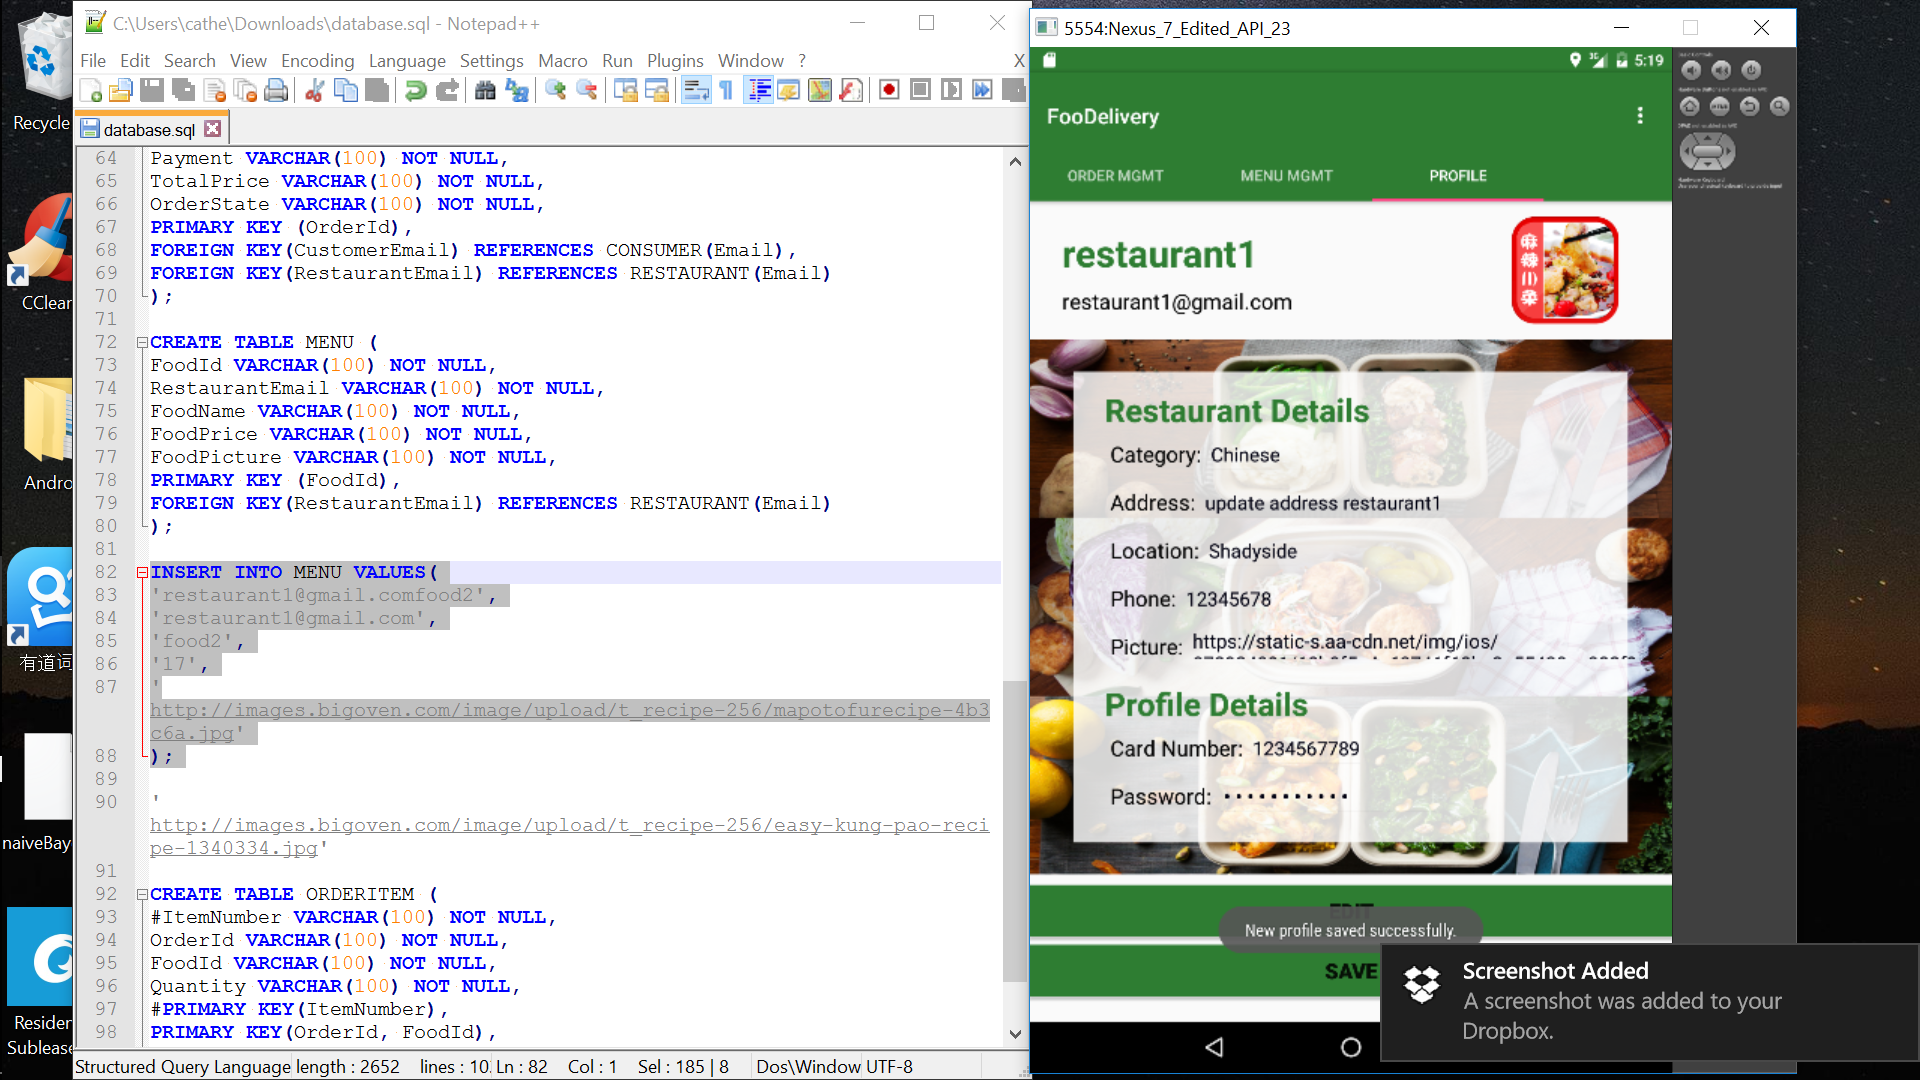 Recycle
CClear
Andro
有道词
naiveBay
Residen
Sublease
C:\Users\cathe\Downloads\database.sql - Notepad++
File Edit Search View Encoding Language Settings Macro Run Plugins Window ? X
database.sql
64 Payment VARCHAR(100) NOT NULL,
65 TotalPrice VARCHAR(100) NOT NULL,
66 OrderState VARCHAR(100) NOT NULL,
67 PRIMARY KEY (OrderId),
68 FOREIGN KEY(CustomerEmail) REFERENCES CONSUMER(Email),
69 FOREIGN KEY(RestaurantEmail) REFERENCES RESTAURANT(Email)
70 );
71
72 CREATE TABLE MENU (
73 FoodId VARCHAR(100) NOT NULL,
74 RestaurantEmail VARCHAR(100) NOT NULL,
75 FoodName VARCHAR(100) NOT NULL,
76 FoodPrice VARCHAR(100) NOT NULL,
77 FoodPicture VARCHAR(100) NOT NULL,
78 PRIMARY KEY (FoodId),
79 FOREIGN KEY(RestaurantEmail) REFERENCES RESTAURANT(Email)
80 );
81
82 INSERT INTO MENU VALUES(
83 'restaurant1@gmail.comfood2',
84 'restaurant1@gmail.com',
85 'food2',
86 '17',
87 '
http://images.bigoven.com/image/upload/t_recipe-256/mapotofurecipe-4b3
c6a.jpg'
88 );
89
90 '
http://images.bigoven.com/image/upload/t_recipe-256/easy-kung-pao-reci
pe-1340334.jpg'
91
92 CREATE TABLE ORDERITEM (
93 #ItemNumber VARCHAR(100) NOT NULL,
94 OrderId VARCHAR(100) NOT NULL,
95 FoodId VARCHAR(100) NOT NULL,
96 Quantity VARCHAR(100) NOT NULL,
97 #PRIMARY KEY(ItemNumber),
98 PRIMARY KEY(OrderId, FoodId),
Structured Query Language length : 2652 lines : 10 Ln : 82 Col : 1 Sel : 185 | 8 Dos\Window UTF-8
5554:Nexus_7_Edited_API_23
3G 5:19
FooDelivery
ORDER MGMT MENU MGMT PROFILE
restaurant1
restaurant1@gmail.com
麻辣川菜
Restaurant Details
Category: Chinese
Address: update address restaurant1
Location: Shadyside
Phone: 12345678
Picture: https://static-s.aa-cdn.net/img/ios/
Profile Details
Card Number: 1234567789
Password: ...........
EDIT
New profile saved successfully.
SAVE
Screenshot Added
A screenshot was added to your
Dropbox.